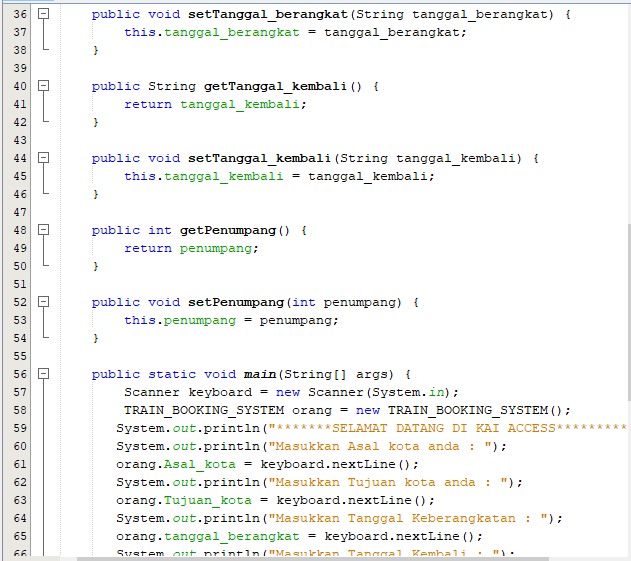 36 public void setTanggal_berangkat(String tanggal_berangkat) {
37 this.tanggal_berangkat = tanggal_berangkat;
38 }
39
40 public String getTanggal_kembali() {
41 return tanggal_kembali;
42 }
43
44 public void setTanggal_kembali(String tanggal_kembali) {
45 this.tanggal_kembali = tanggal_kembali;
46 }
47
48 public int getPenumpang() {
49 return penumpang;
50 }
51
52 public void setPenumpang(int penumpang) {
53 this.penumpang = penumpang;
54 }
55
56 public static void main(String[] args) {
57 Scanner keyboard = new Scanner(System.in);
58 TRAIN_BOOKING_SYSTEM orang = new TRAIN_BOOKING_SYSTEM();
59 System.out.println("*******SELAMAT DATANG DI KAI ACCESS*********
60 System.out.println("Masukkan Asal kota anda : ");
61 orang.Asal_kota = keyboard.nextLine();
62 System.out.println("Masukkan Tujuan kota anda : ");
63 orang.Tujuan_kota = keyboard.nextLine();
64 System.out.println("Masukkan Tanggal Keberangkatan : ");
65 orang.tanggal_berangkat = keyboard.nextLine();
66 System.out.println("Masukkan Tanggal Kembali : ");